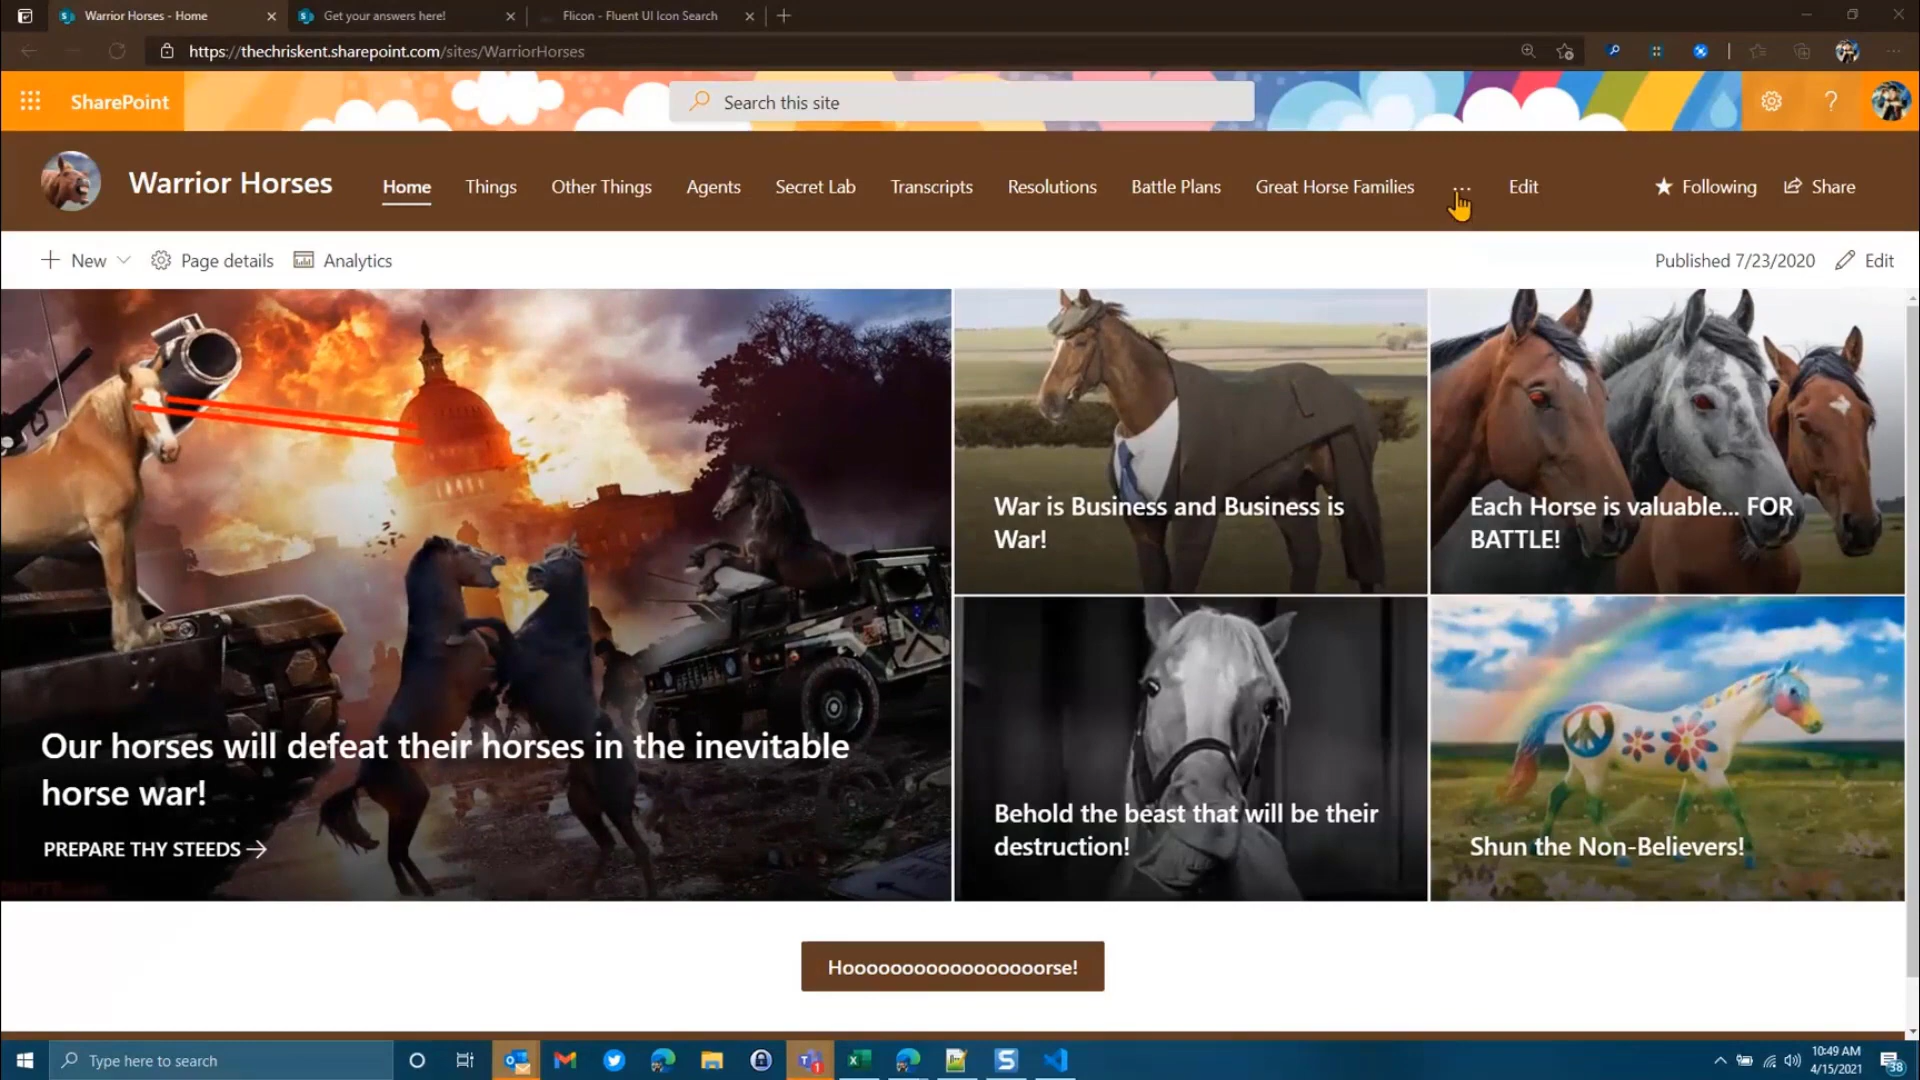 Warrior Horses - Home
Get your answers here!
Flicon - Fluent UI Icon Search
https://thechriskent.sharepoint.com/sites/WarriorHorses
SharePoint
Search this site
?
Warrior Horses
Home
Things
Other Things
Agents
Secret Lab
Transcripts
Resolutions
Battle Plans
Great Horse Families
...
Edit
Following
Share
New
Page details
Analytics
Published 7/23/2020
Edit
Our horses will defeat their horses in the inevitable
horse war!
PREPARE THY STEEDS
War is Business and Business is
War!
Each Horse is valuable... FOR
BATTLE!
Behold the beast that will be their
destruction!
Shun the Non-Believers!
Hooooooooooooooooorse!
Type here to search
10:49 AM
4/15/2021
38